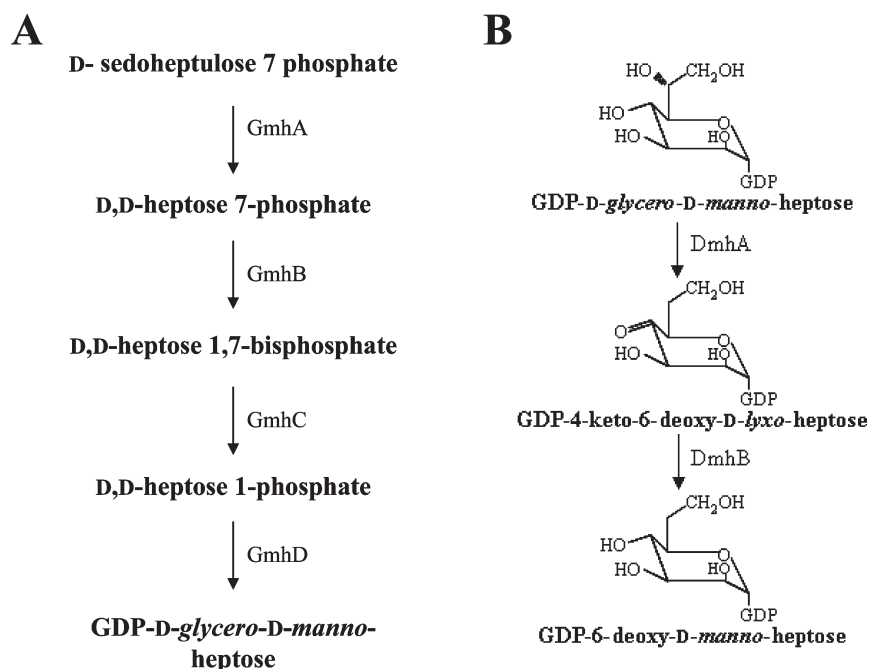 A
D- sedoheptulose 7 phosphate
GmhA
D,D-heptose 7-phosphate
GmhB
D,D-heptose 1,7-bisphosphate
GmhC
D,D-heptose 1-phosphate
GmhD
GDP-D-glycero-D-manno-
heptose
B
HO
CH2OH
HO
O
HO
HO
GDP
GDP-D-glycero-D-manno-heptose
DmhA
CH2OH
O
O
HO
HO
GDP
GDP-4-keto-6-deoxy-D-lyxo-heptose
DmhB
CH2OH
HO
O
HO
HO
GDP
GDP-6-deoxy-D-manno-heptose